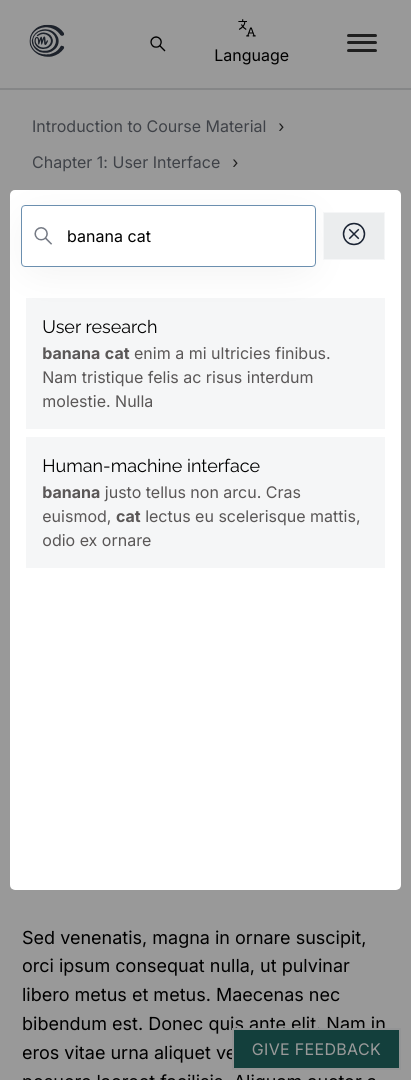 Language
Introduction to Course Material
Chapter 1: User Interface
banana cat
User research
banana cat enim a mi ultricies finibus.
Nam tristique felis ac risus interdum
molestie. Nulla
Human-machine interface
banana justo tellus non arcu. Cras
euismod, cat lectus eu scelerisque mattis,
odio ex ornare
Sed venenatis, magna in ornare suscipit,
orci ipsum consequat nulla, ut pulvinar
libero metus et metus. Maecenas nec
bibendum est. Donec quis ante elit. Nam in
eros vitae urna aliquet
GIVE FEEDBACK